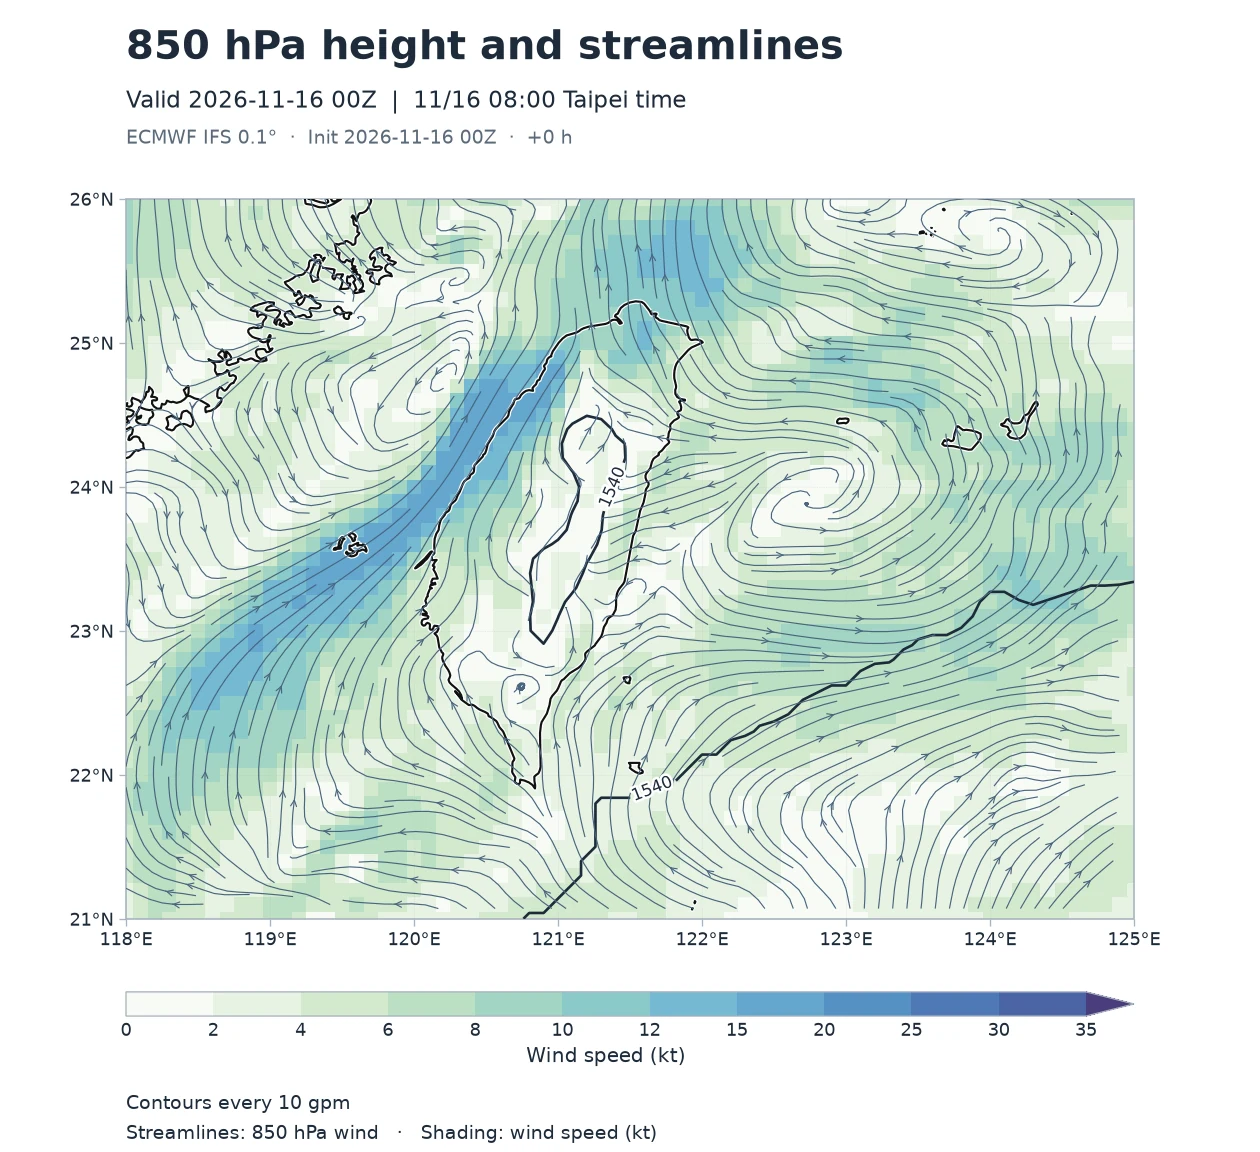 850 hPa height and streamlines
Valid 2026-11-16 00Z | 11/16 08:00 Taipei time
ECMWF IFS 0.1° · Init 2026-11-16 00Z · +0 h
26°N
25°N
24°N
23°N
22°N
21°N
1540
1540
118°E 119°E 120°E 121°E 122°E 123°E 124°E 125°E
0 2 4 6 8 10 12 15 20 25 30 35
Wind speed (kt)
Contours every 10 gpm
Streamlines: 850 hPa wind · Shading: wind speed (kt)